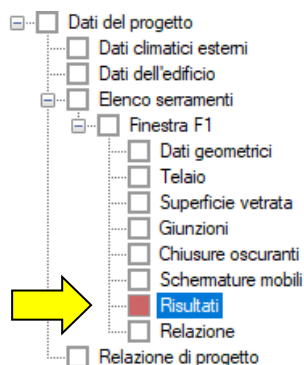 Dati del progetto
Dati climatici esterni
Dati dell'edificio
Elenco serramenti
Finestra F1
Dati geometrici
Telaio
Superficie vetrata
Giunzioni
Chiusure oscuranti
Schermature mobili
Risultati
Relazione
Relazione di progetto